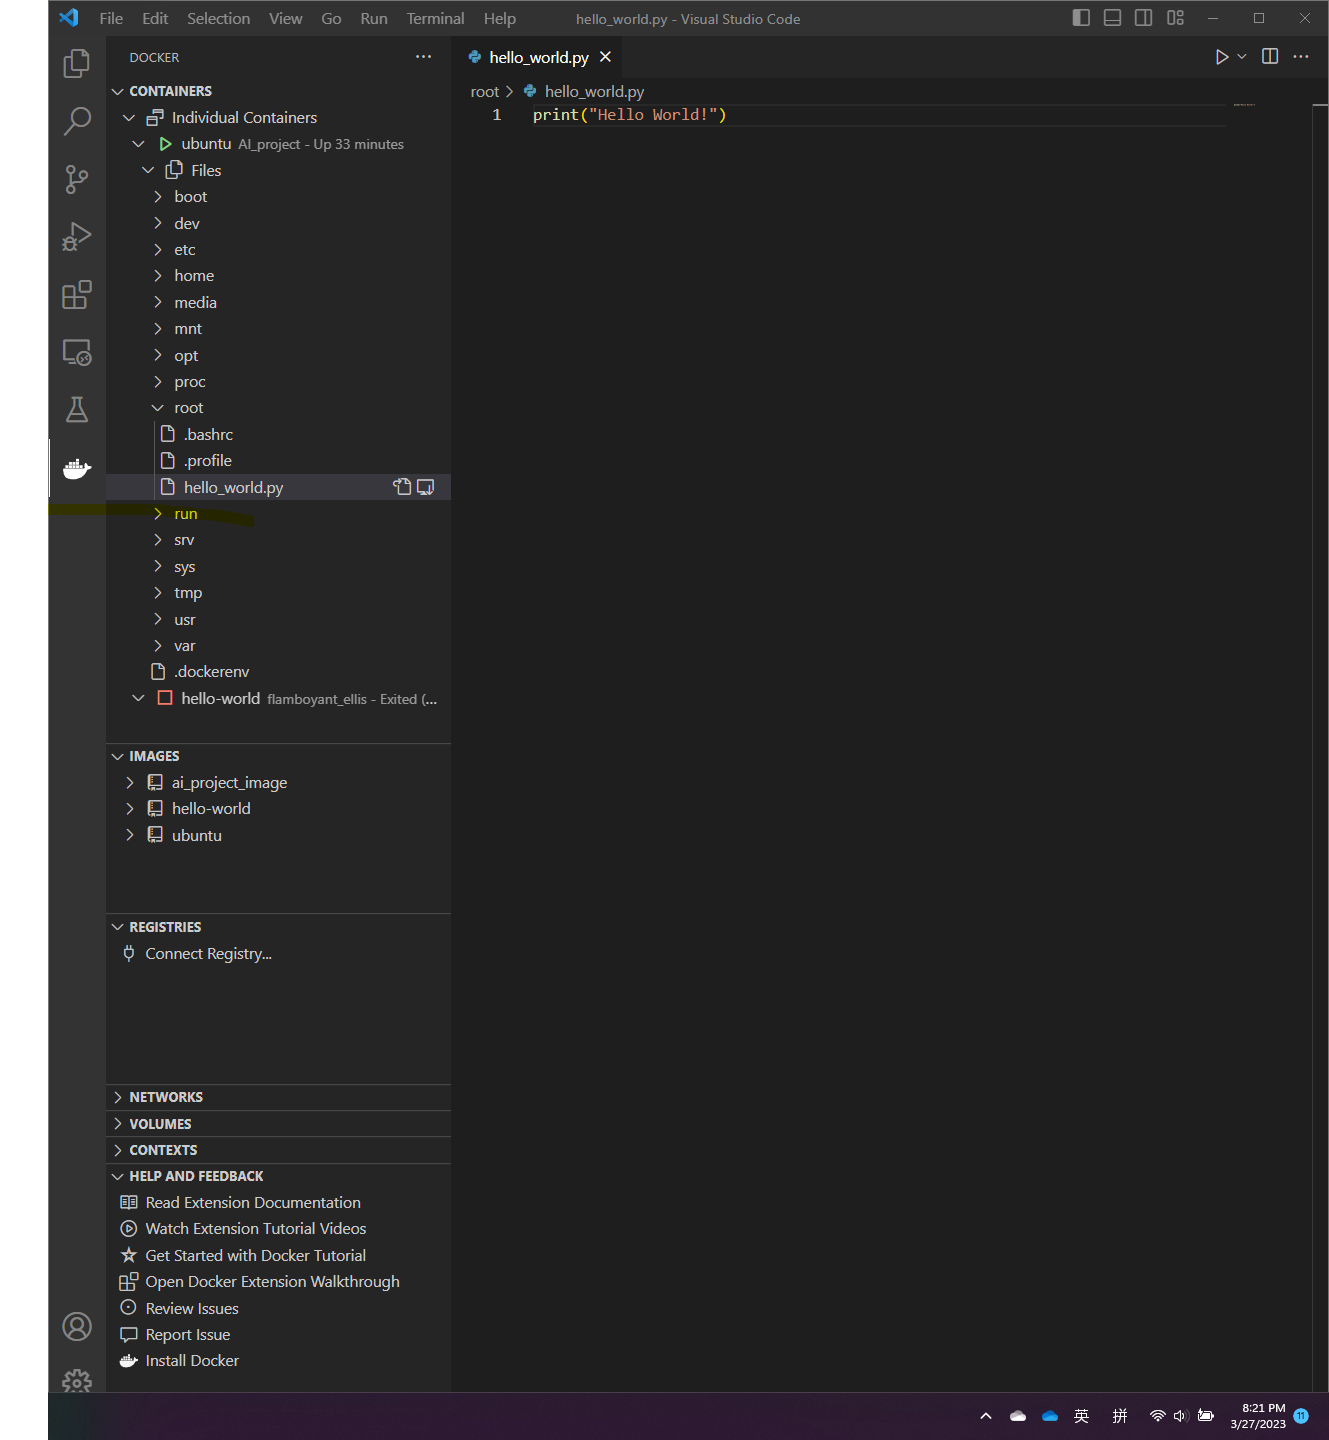 File Edit Selection View Go Run Terminal Help hello_world.py - Visual Studio Code
DOCKER
CONTAINERS
Individual Containers
ubuntu AI_project - Up 33 minutes
Files
boot
dev
etc
home
media
mnt
opt
proc
root
.bashrc
.profile
hello_world.py
run
srv
sys
tmp
usr
var
.dockerenv
hello-world flamboyant_ellis - Exited (...
IMAGES
ai_project_image
hello-world
ubuntu
REGISTRIES
Connect Registry...
NETWORKS
VOLUMES
CONTEXTS
HELP AND FEEDBACK
Read Extension Documentation
Watch Extension Tutorial Videos
Get Started with Docker Tutorial
Open Docker Extension Walkthrough
Review Issues
Report Issue
Install Docker
hello_world.py
root > hello_world.py
1 print("Hello World!")
英 拼 8:21 PM
3/27/2023 11